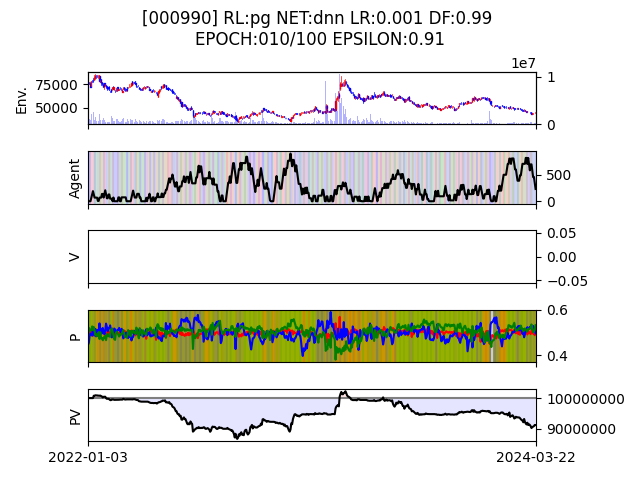 [000990] RL:pg NET:dnn LR:0.001 DF:0.99
EPOCH:010/100 EPSILON:0.91
1e7
Env.
75000
50000
1
0
Agent
500
0
V
0.05
0.00
−0.05
P
0.6
0.4
PV
100000000
90000000
2022-01-03
2024-03-22